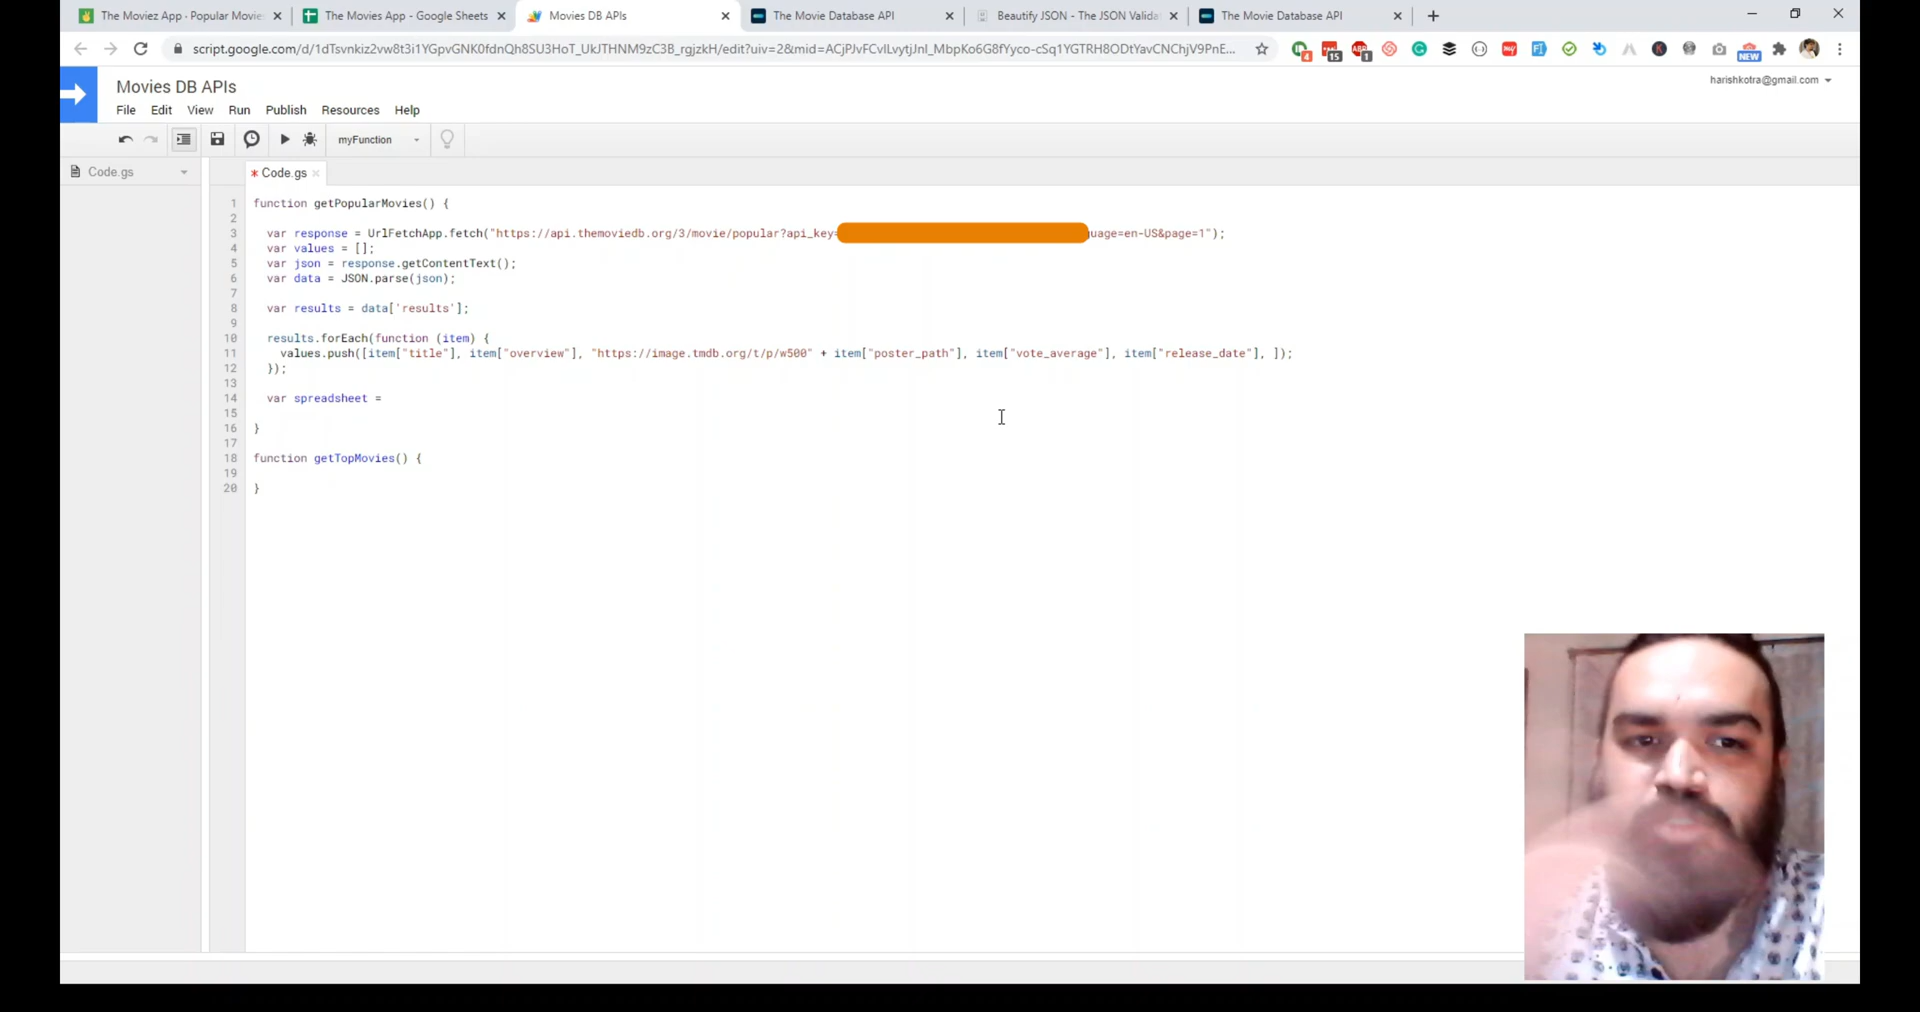 The Moviez App · Popular Movie
The Movies App - Google Sheets
Movies DB APIs
The Movie Database API
Beautify JSON - The JSON Valida
The Movie Database API
script.google.com/d/1dTsvnkiz2vw8t3i1YGpvGNK0fdnQh8SU3HoT_UkJTHNM9zC3B_rgjzkH/edit?uiv=2&mid=ACjPJvFCvlLvytjJnl_MbpKo6G8fYyco-cSq1YGTRH8ODtYavCNChjV9PnE...
4
15
1
NEW
Movies DB APIs
harishkotra@gmail.com
File Edit View Run Publish Resources Help
myFunction
Code.gs
* Code.gs
1 function getPopularMovies() {
2
3 var response = UrlFetchApp.fetch("https://api.themoviedb.org/3/movie/popular?api_key= uage=en-US&page=1");
4 var values = [];
5 var json = response.getContentText();
6 var data = JSON.parse(json);
7
8 var results = data['results'];
9
10 results.forEach(function (item) {
11 values.push([item["title"], item["overview"], "https://image.tmdb.org/t/p/w500" + item["poster_path"], item["vote_average"], item["release_date"], ]);
12 });
13
14 var spreadsheet =
15
16 }
17
18 function getTopMovies() {
19
20 }